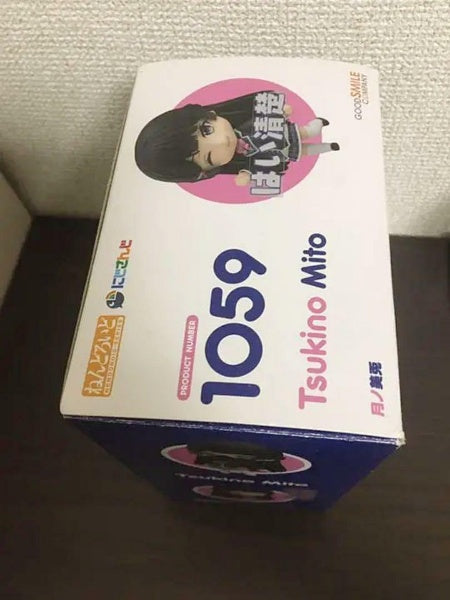 GOOD SMILE
COMPANY
はい清楚
にじさんじ
ねんどろいど
PRODUCT NUMBER
1059
Tsukino Mito
月ノ美兎
Tsukino Mito